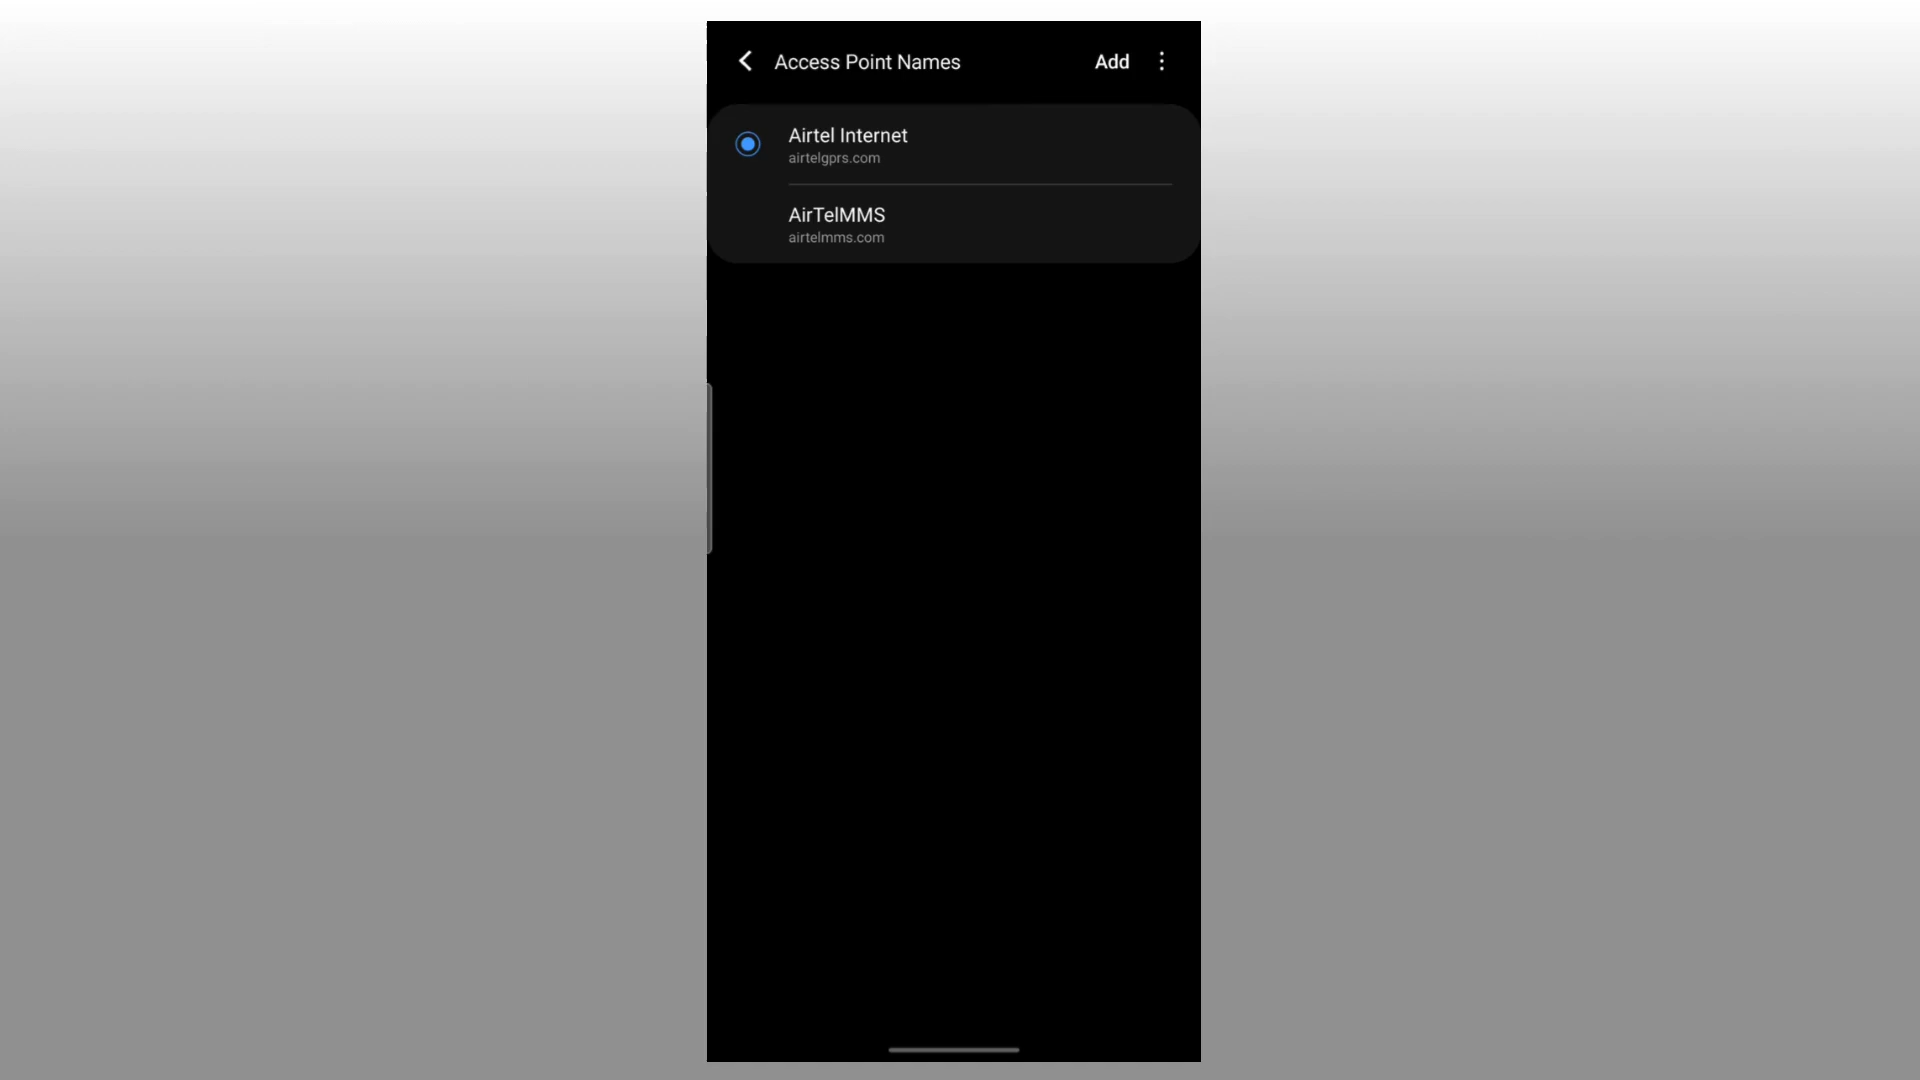 Access Point Names
Add
Airtel Internet
airtelgprs.com
AirTelMMS
airtelmms.com